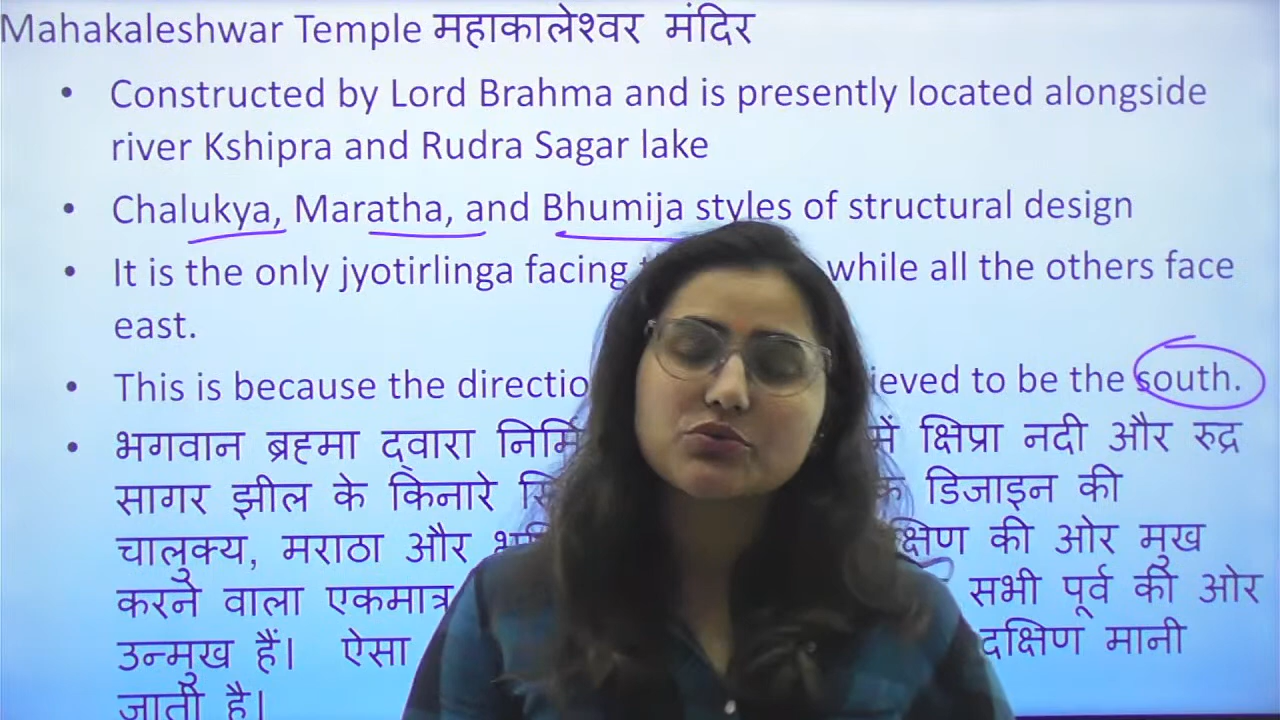 Mahakaleshwar Temple महाकालेश्वर मंदिर
• Constructed by Lord Brahma and is presently located alongside
river Kshipra and Rudra Sagar lake
• Chalukya, Maratha, and Bhumija styles of structural design
• It is the only jyotirlinga facing while all the others face
east.
• This is because the to be the south.
• भगवान ब्रह्मा द्वारा में क्षिप्रा नदी और रुद्र
सागर झील के किनारे डिजाइन की
चालुक्य, मराठा और की ओर मुख
करने वाला एकमात्र सभी पूर्व की ओर
उन्मुख हैं। ऐसा दक्षिण मानी
जाती है।